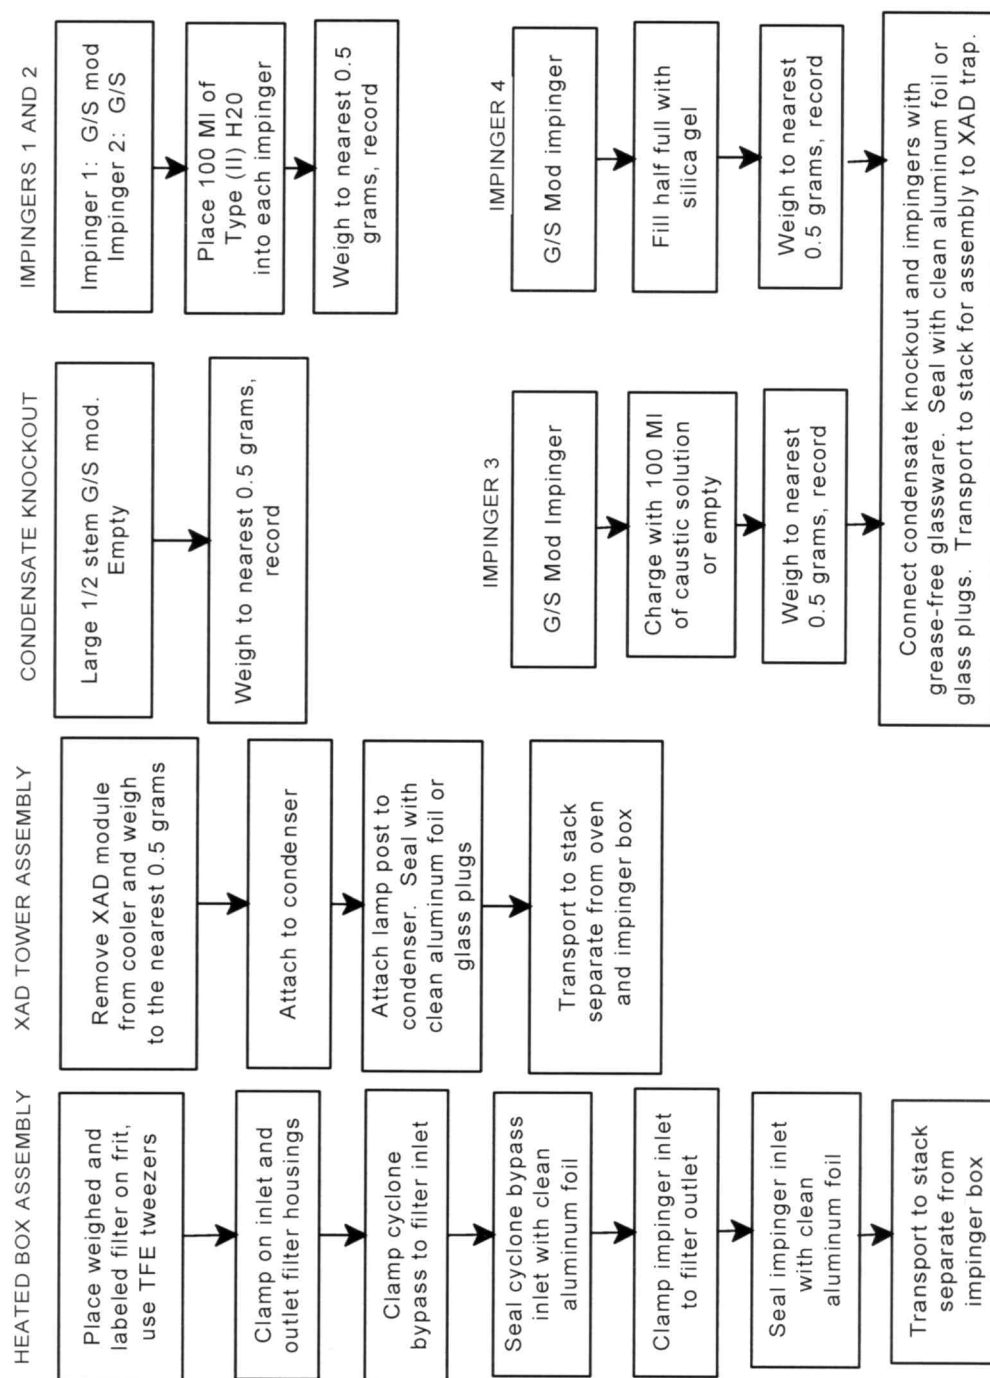 HEATED BOX ASSEMBLY
Place weighed and
labeled filter on frit,
use TFE tweezers
Clamp on inlet and
outlet filter housings
Clamp cyclone
bypass to filter inlet
Seal cyclone bypass
inlet with clean
aluminum foil
Clamp impinger inlet
to filter outlet
Seal impinger inlet
with clean
aluminum foil
Transport to stack
separate from
impinger box
XAD TOWER ASSEMBLY
Remove XAD module
from cooler and weigh
to the nearest 0.5 grams
Attach to condenser
Attach lamp post to
condenser. Seal with
clean aluminum foil or
glass plugs
Transport to stack
separate from oven
and impinger box
CONDENSATE KNOCKOUT
Large 1/2 stem G/S mod.
Empty
Weigh to nearest 0.5 grams,
record
IMPINGERS 1 AND 2
Impinger 1: G/S mod
Impinger 2: G/S
Place 100 Ml of
Type (II) H20
into each impinger
Weigh to nearest 0.5
grams, record
IMPINGER 3
G/S Mod Impinger
Charge with 100 Ml
of caustic solution
or empty
Weigh to nearest
0.5 grams, record
IMPINGER 4
G/S Mod impinger
Fill half full with
silica gel
Weigh to nearest
0.5 grams, record
Connect condensate knockout and impingers with
grease-free glassware. Seal with clean aluminum foil or
glass plugs. Transport to stack for assembly to XAD trap.